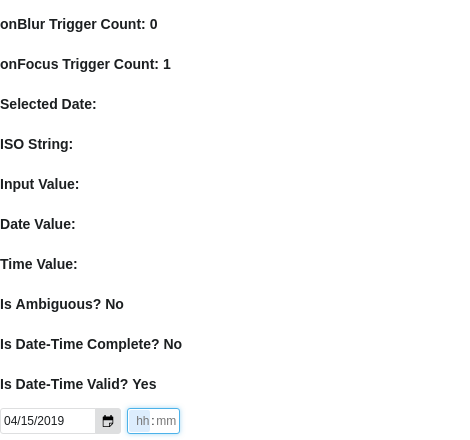 onBlur Trigger Count: 0
onFocus Trigger Count: 1
Selected Date:
ISO String:
Input Value:
Date Value:
Time Value:
Is Ambiguous? No
Is Date-Time Complete? No
Is Date-Time Valid? Yes
04/15/2019 hh:mm